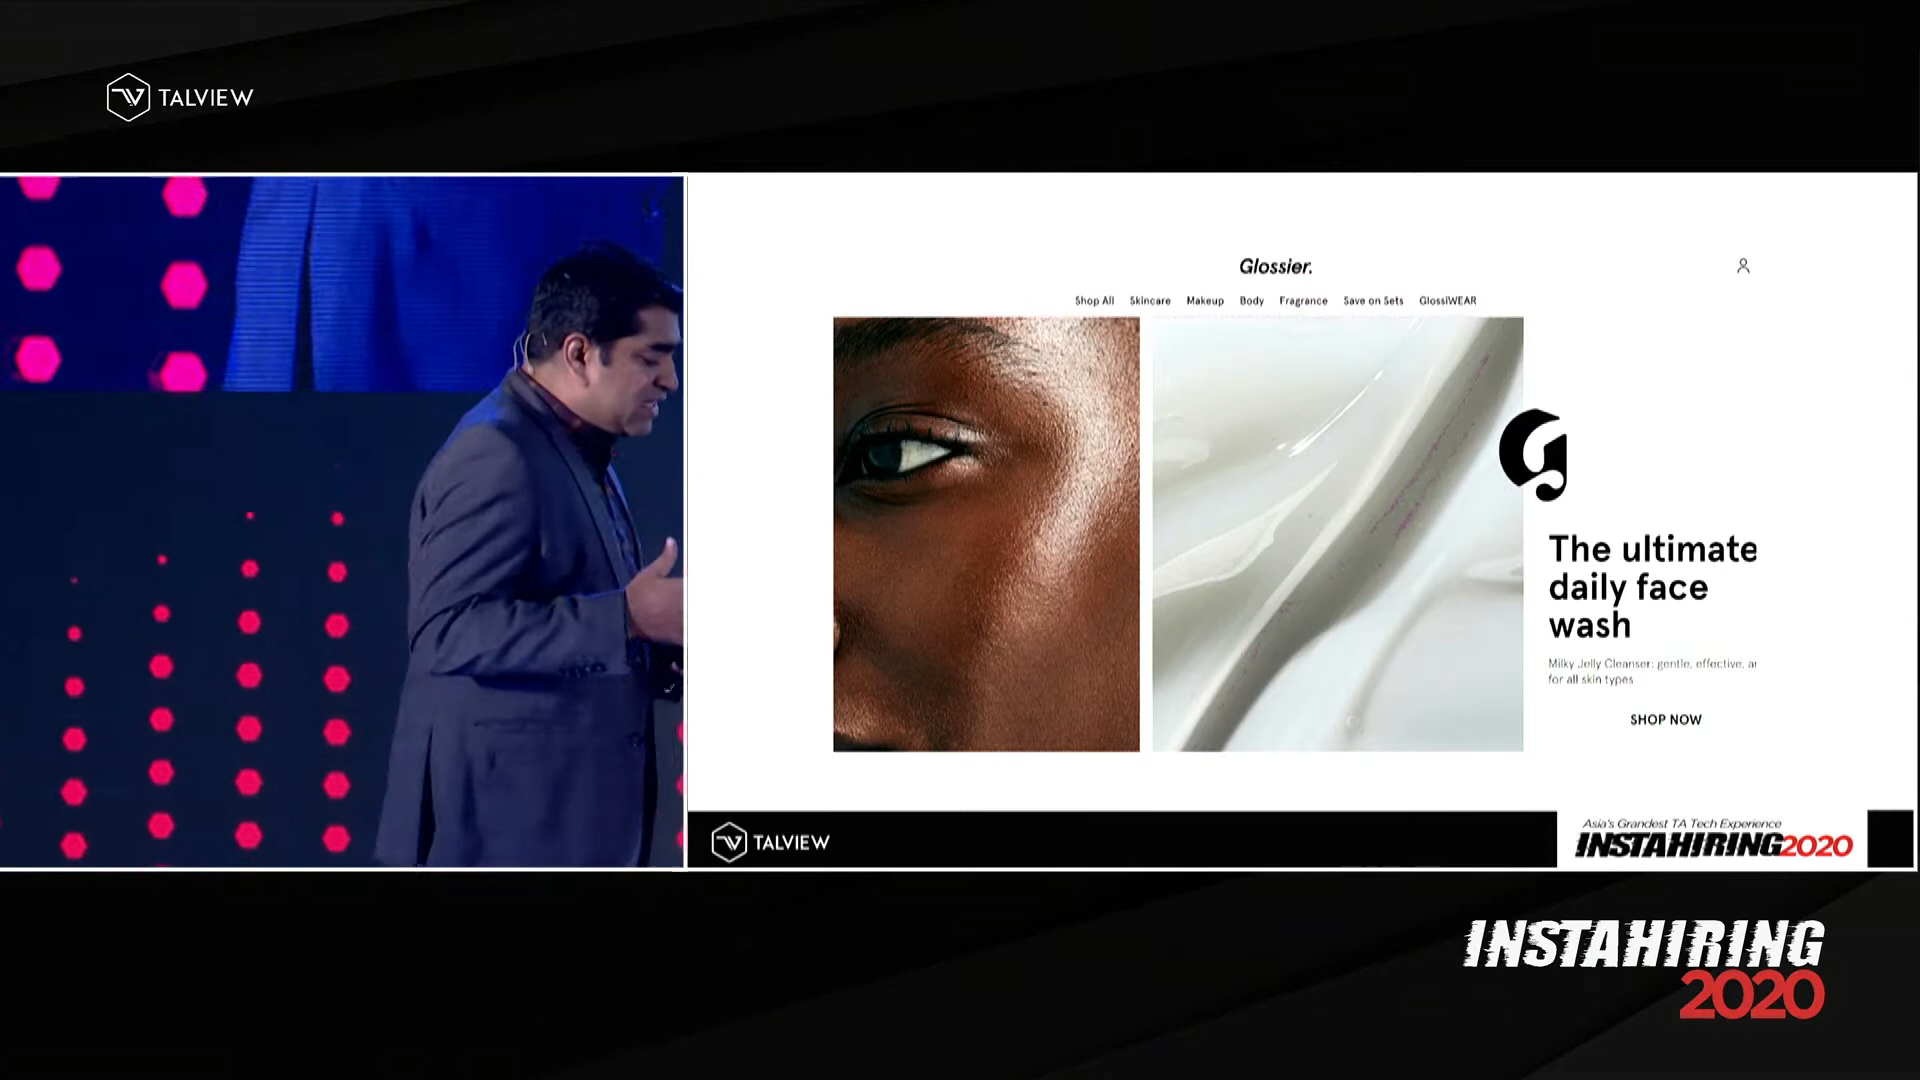 TALVIEW
Glossier.
Shop All Skincare Makeup Body Fragrance Save on Sets GlossiWEAR
G
The ultimate
daily face
wash
Milky Jelly Cleanser: gentle, effective, ar
for all skin types
SHOP NOW
TALVIEW
Asia's Grandest TA Tech Experience
INSTAHIRING2020
INSTAHIRING
2020